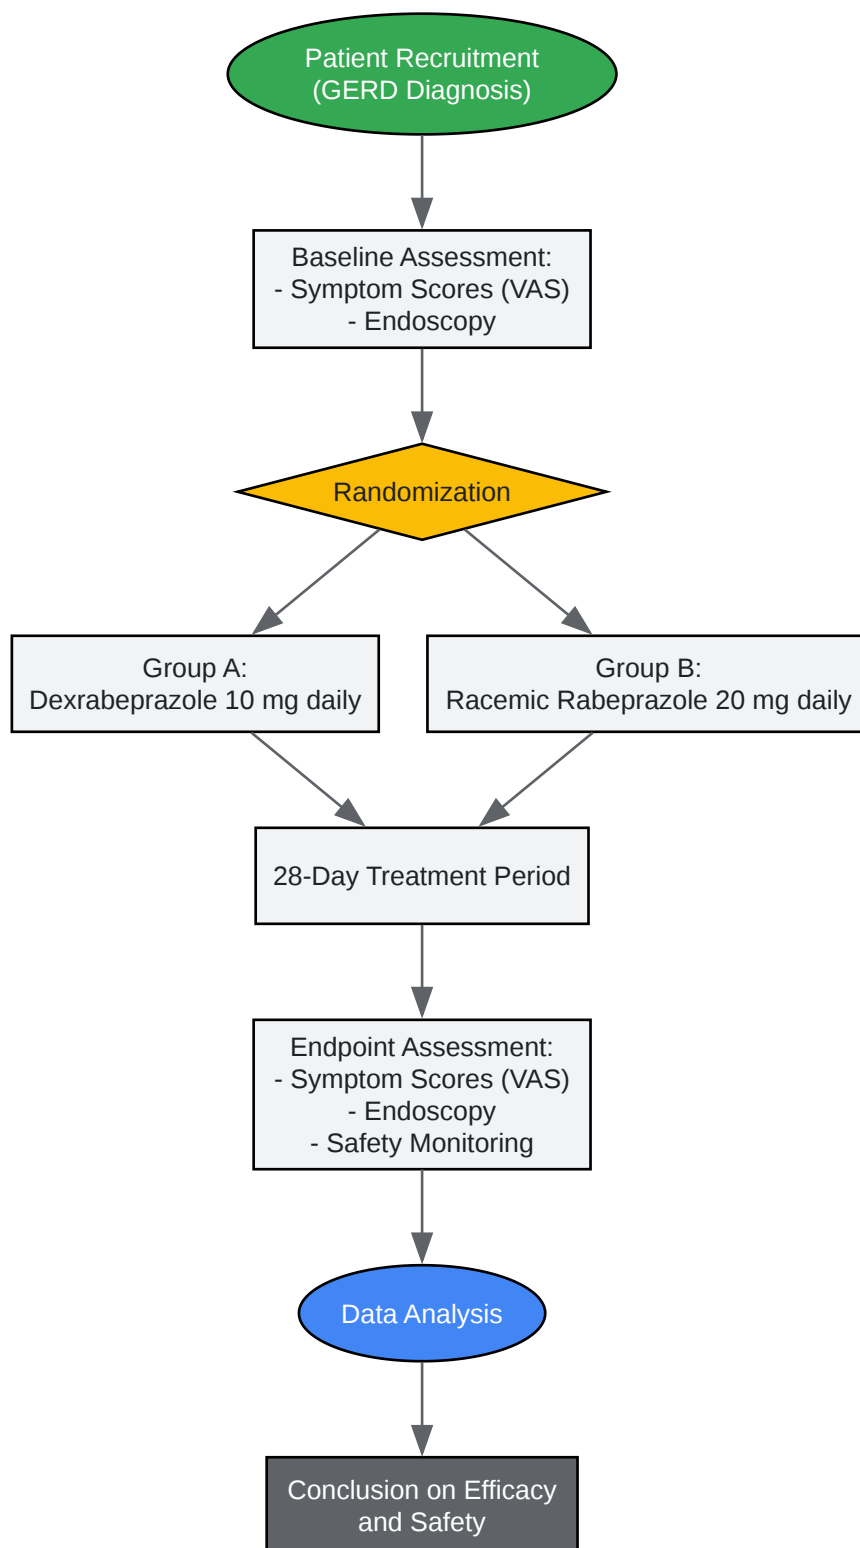 Patient Recruitment
(GERD Diagnosis)
Baseline Assessment:
- Symptom Scores (VAS)
- Endoscopy
Randomization
Group A:
Dexrabeprazole 10 mg daily
Group B:
Racemic Rabeprazole 20 mg daily
28-Day Treatment Period
Endpoint Assessment:
- Symptom Scores (VAS)
- Endoscopy
- Safety Monitoring
Data Analysis
Conclusion on Efficacy
and Safety